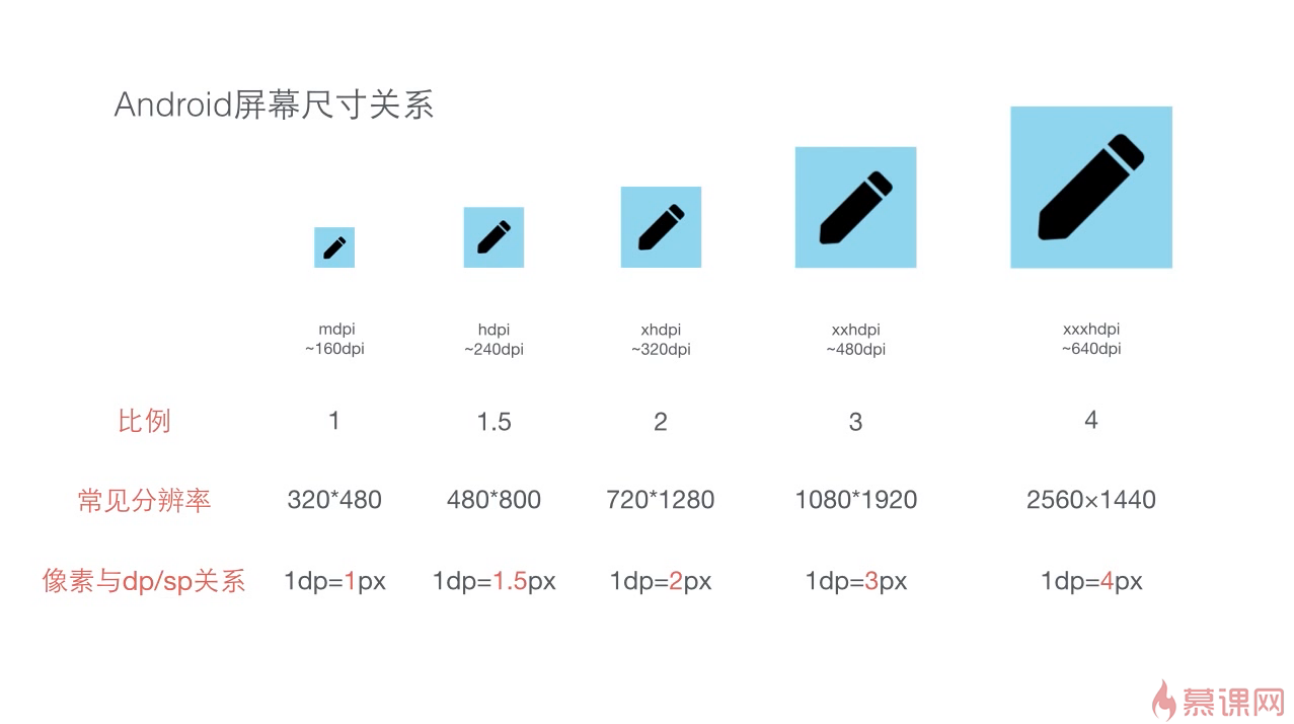 Android屏幕尺寸关系
mdpi hdpi xhdpi xxhdpi xxxhdpi
~160dpi ~240dpi ~320dpi ~480dpi ~640dpi
比例 1 1.5 2 3 4
常见分辨率 320*480 480*800 720*1280 1080*1920 2560×1440
像素与dp/sp关系 1dp=1px 1dp=1.5px 1dp=2px 1dp=3px 1dp=4px
慕课网